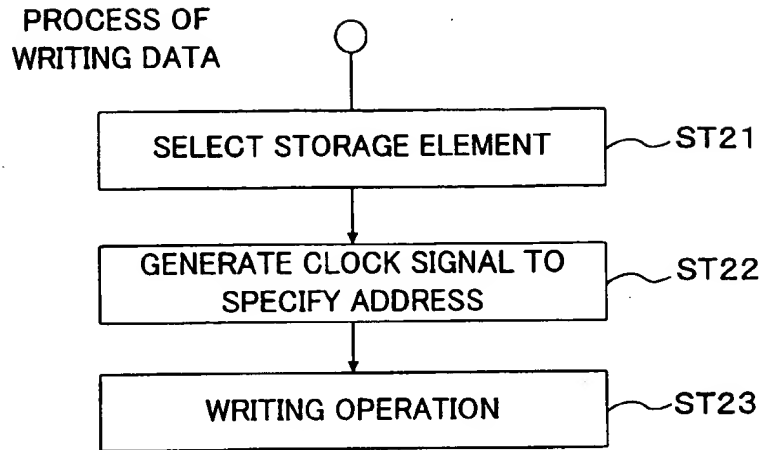 PROCESS OF
WRITING DATA
SELECT STORAGE ELEMENT
ST21
GENERATE CLOCK SIGNAL TO
SPECIFY ADDRESS
ST22
WRITING OPERATION
ST23